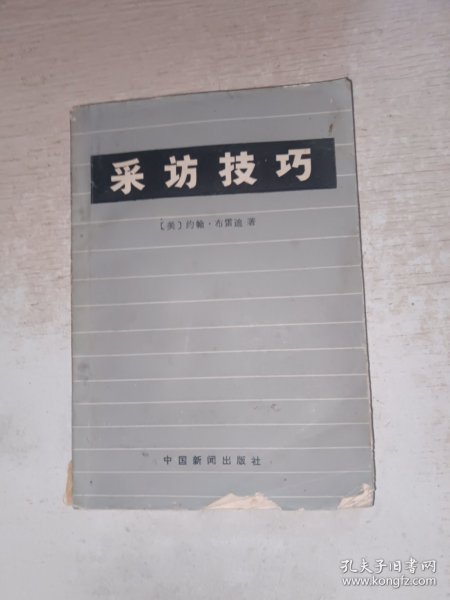 采访技巧
〔美〕约翰·布雷迪 著
中国新闻出版社
孔夫子旧书网
www.kongfz.com